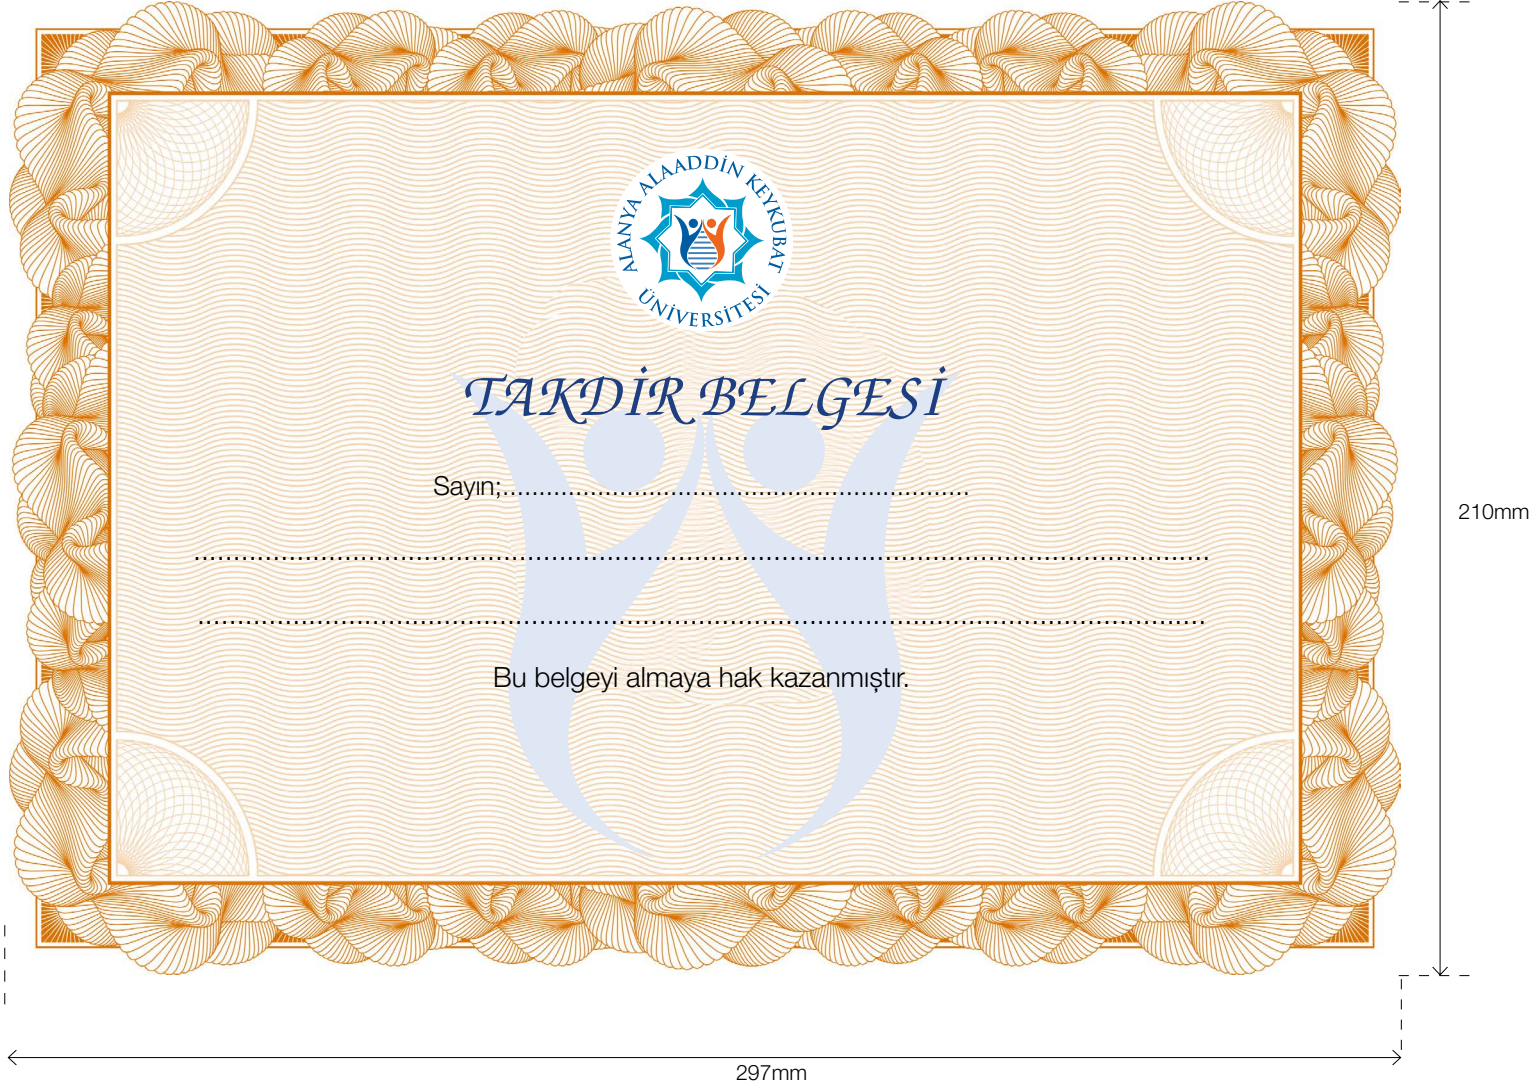 ALANYA ALAADDİN KEYKUBAT
ÜNİVERSİTESİ
TAKDİR BELGESİ
Sayın;................................................................
210mm
Bu belgeyi almaya hak kazanmıştır.
297mm